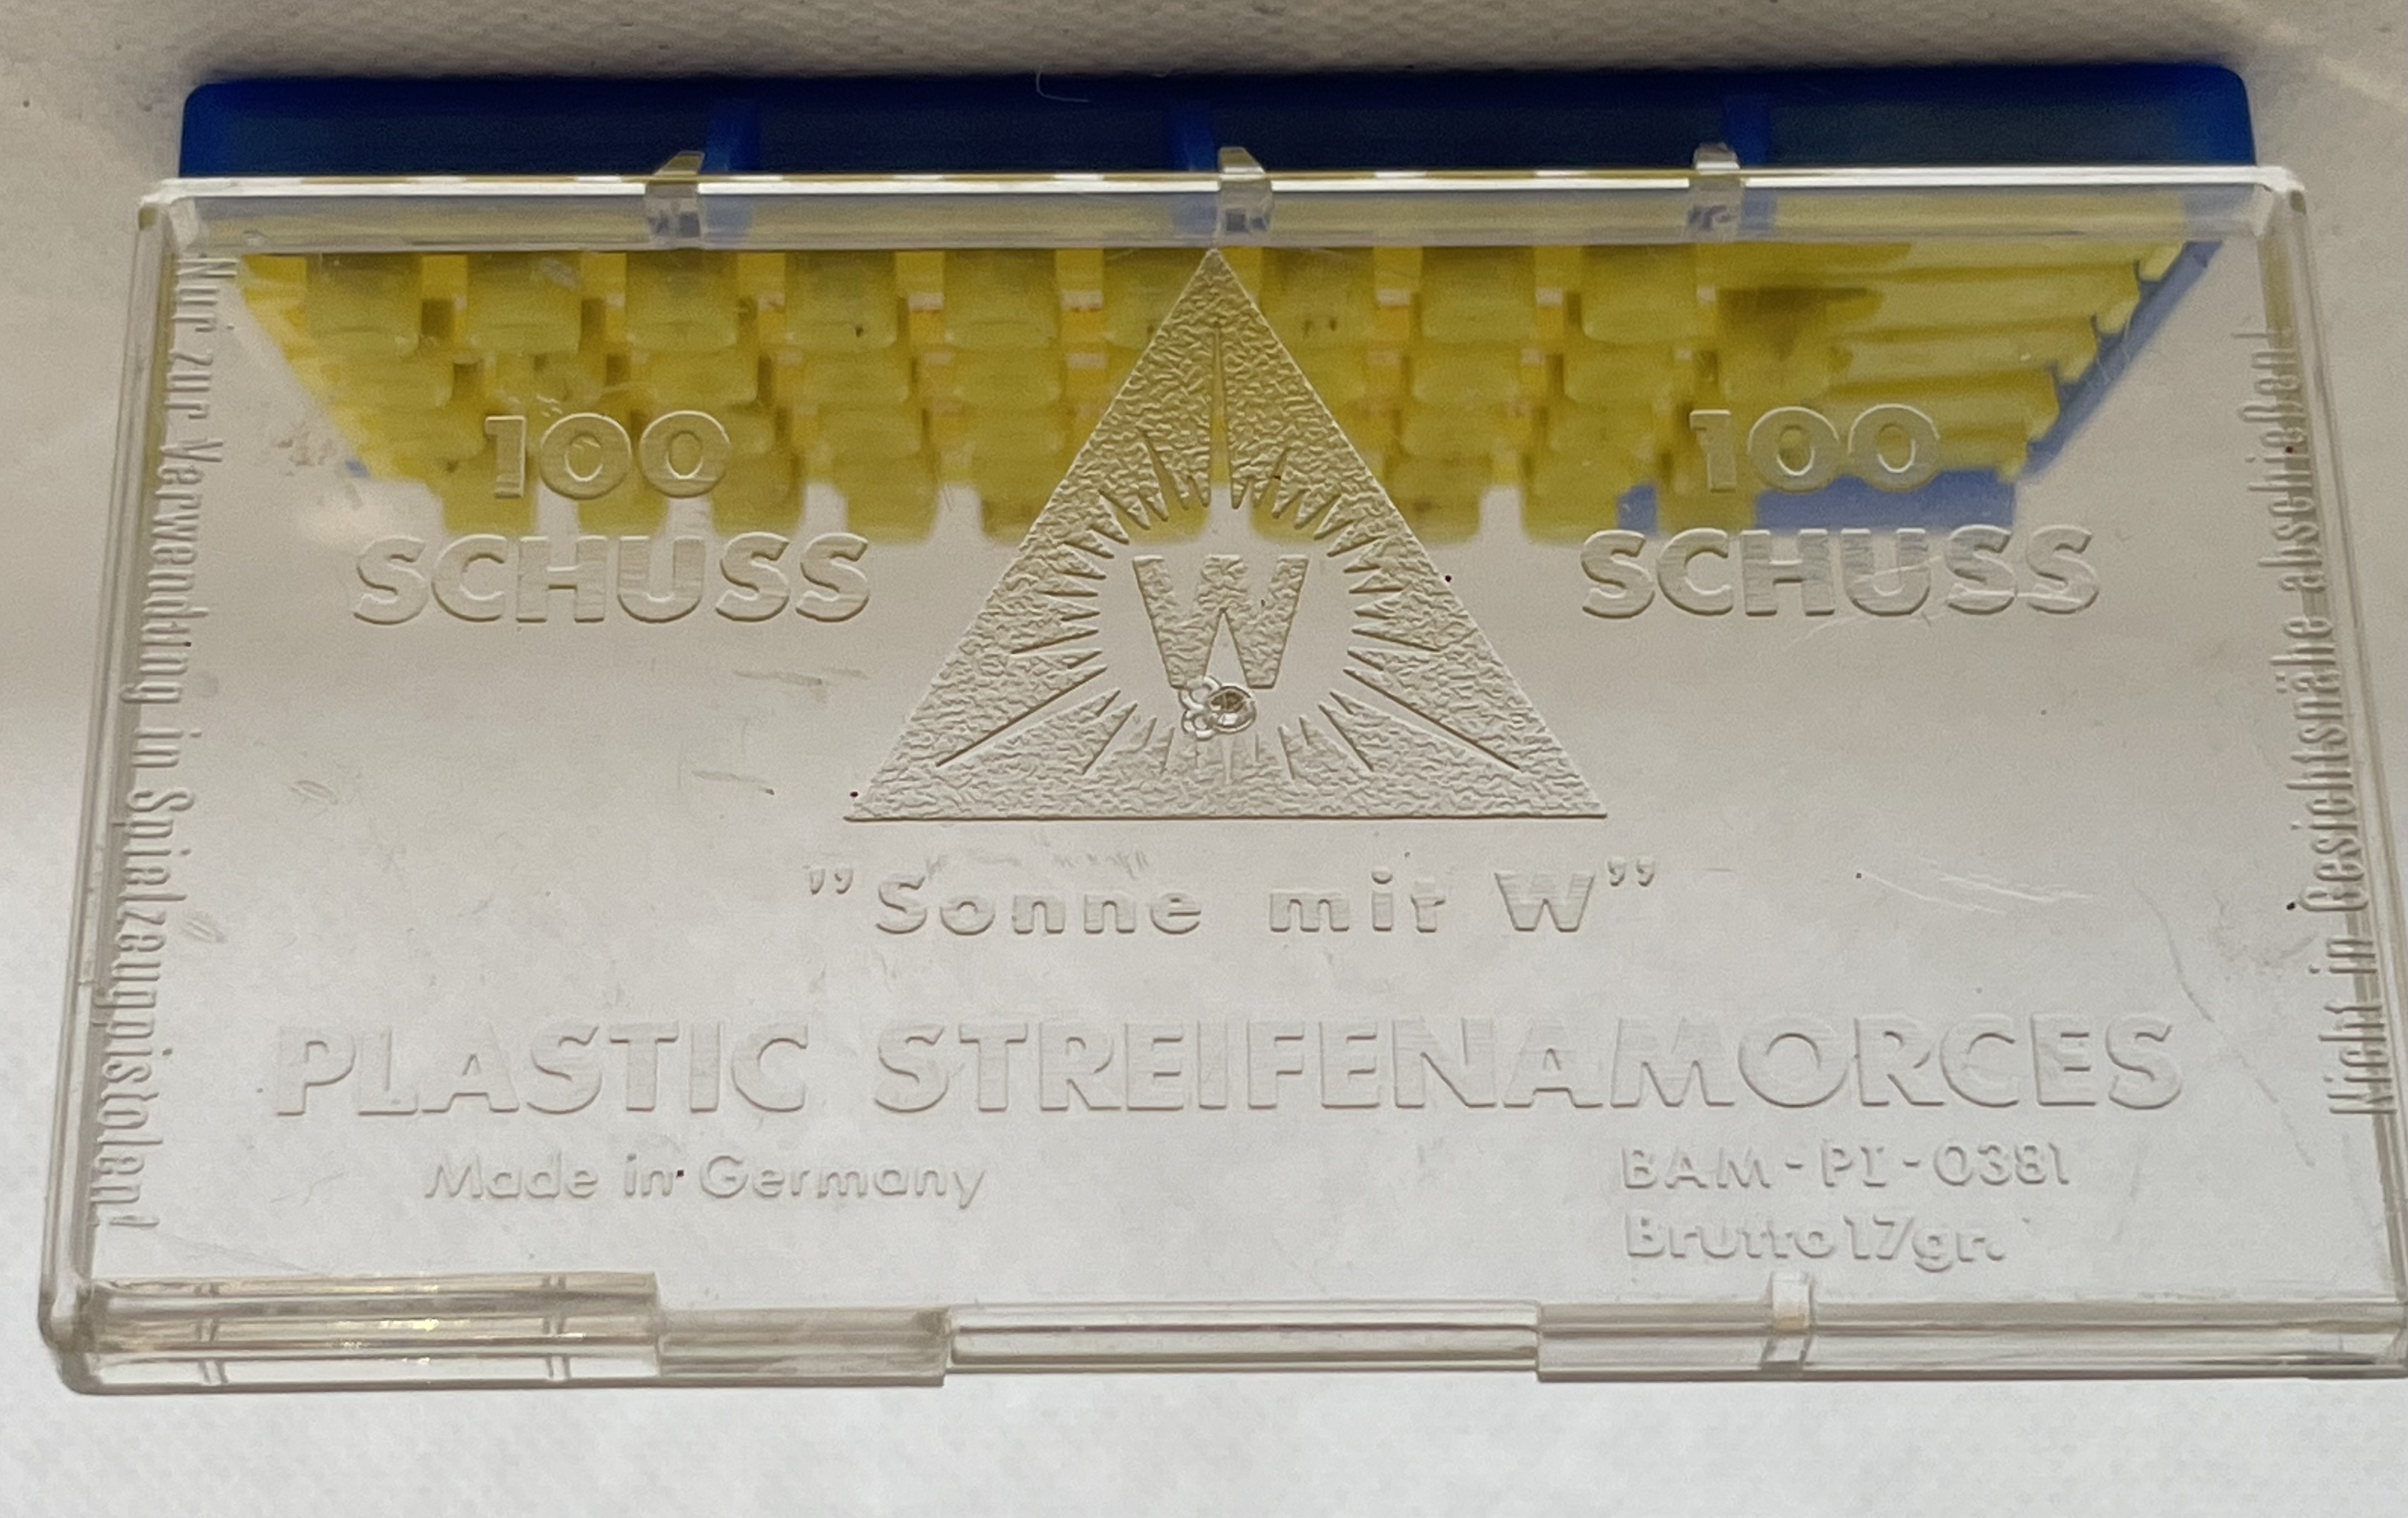 100
SCHUSS
100
SCHUSS
W
"Sonne mit W"
PLASTIC STREIFENAMORCES
Made in Germany
BAM-PI-0381
Brutto 17gr.
Nur zur Verwendung in Spielzeugpistolen!
Nicht in Gesichtsnähe abschießen!